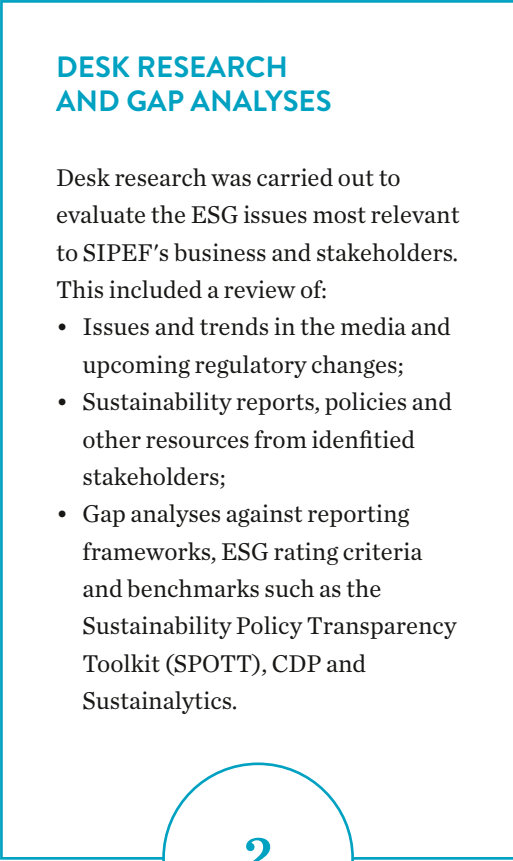 DESK RESEARCH
AND GAP ANALYSES
Desk research was carried out to
evaluate the ESG issues most relevant
to SIPEF's business and stakeholders.
This included a review of:
• Issues and trends in the media and
upcoming regulatory changes;
• Sustainability reports, policies and
other resources from idenfitied
stakeholders;
• Gap analyses against reporting
frameworks, ESG rating criteria
and benchmarks such as the
Sustainability Policy Transparency
Toolkit (SPOTT), CDP and
Sustainalytics.
2